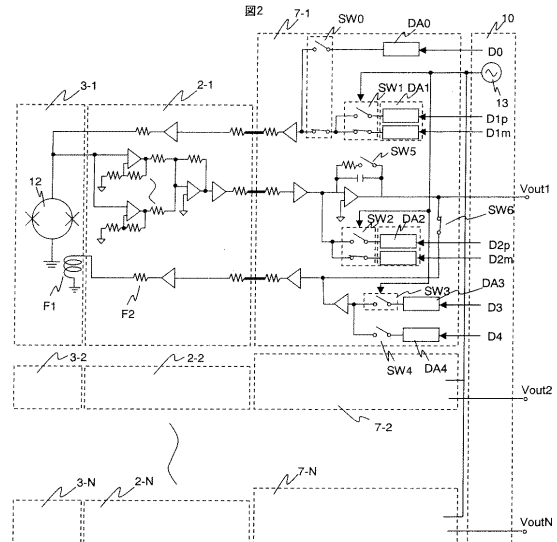 図2
7-1
10
SW0
DA0
D0
3-1
2-1
SW1
DA1
13
D1p
D1m
12
SW5
Vout1
SW6
SW2
DA2
D2p
D2m
DA3
SW3
D3
F1
F2
D4
SW4
DA4
3-2
2-2
Vout2
7-2
7-N
3-N
2-N
VoutN